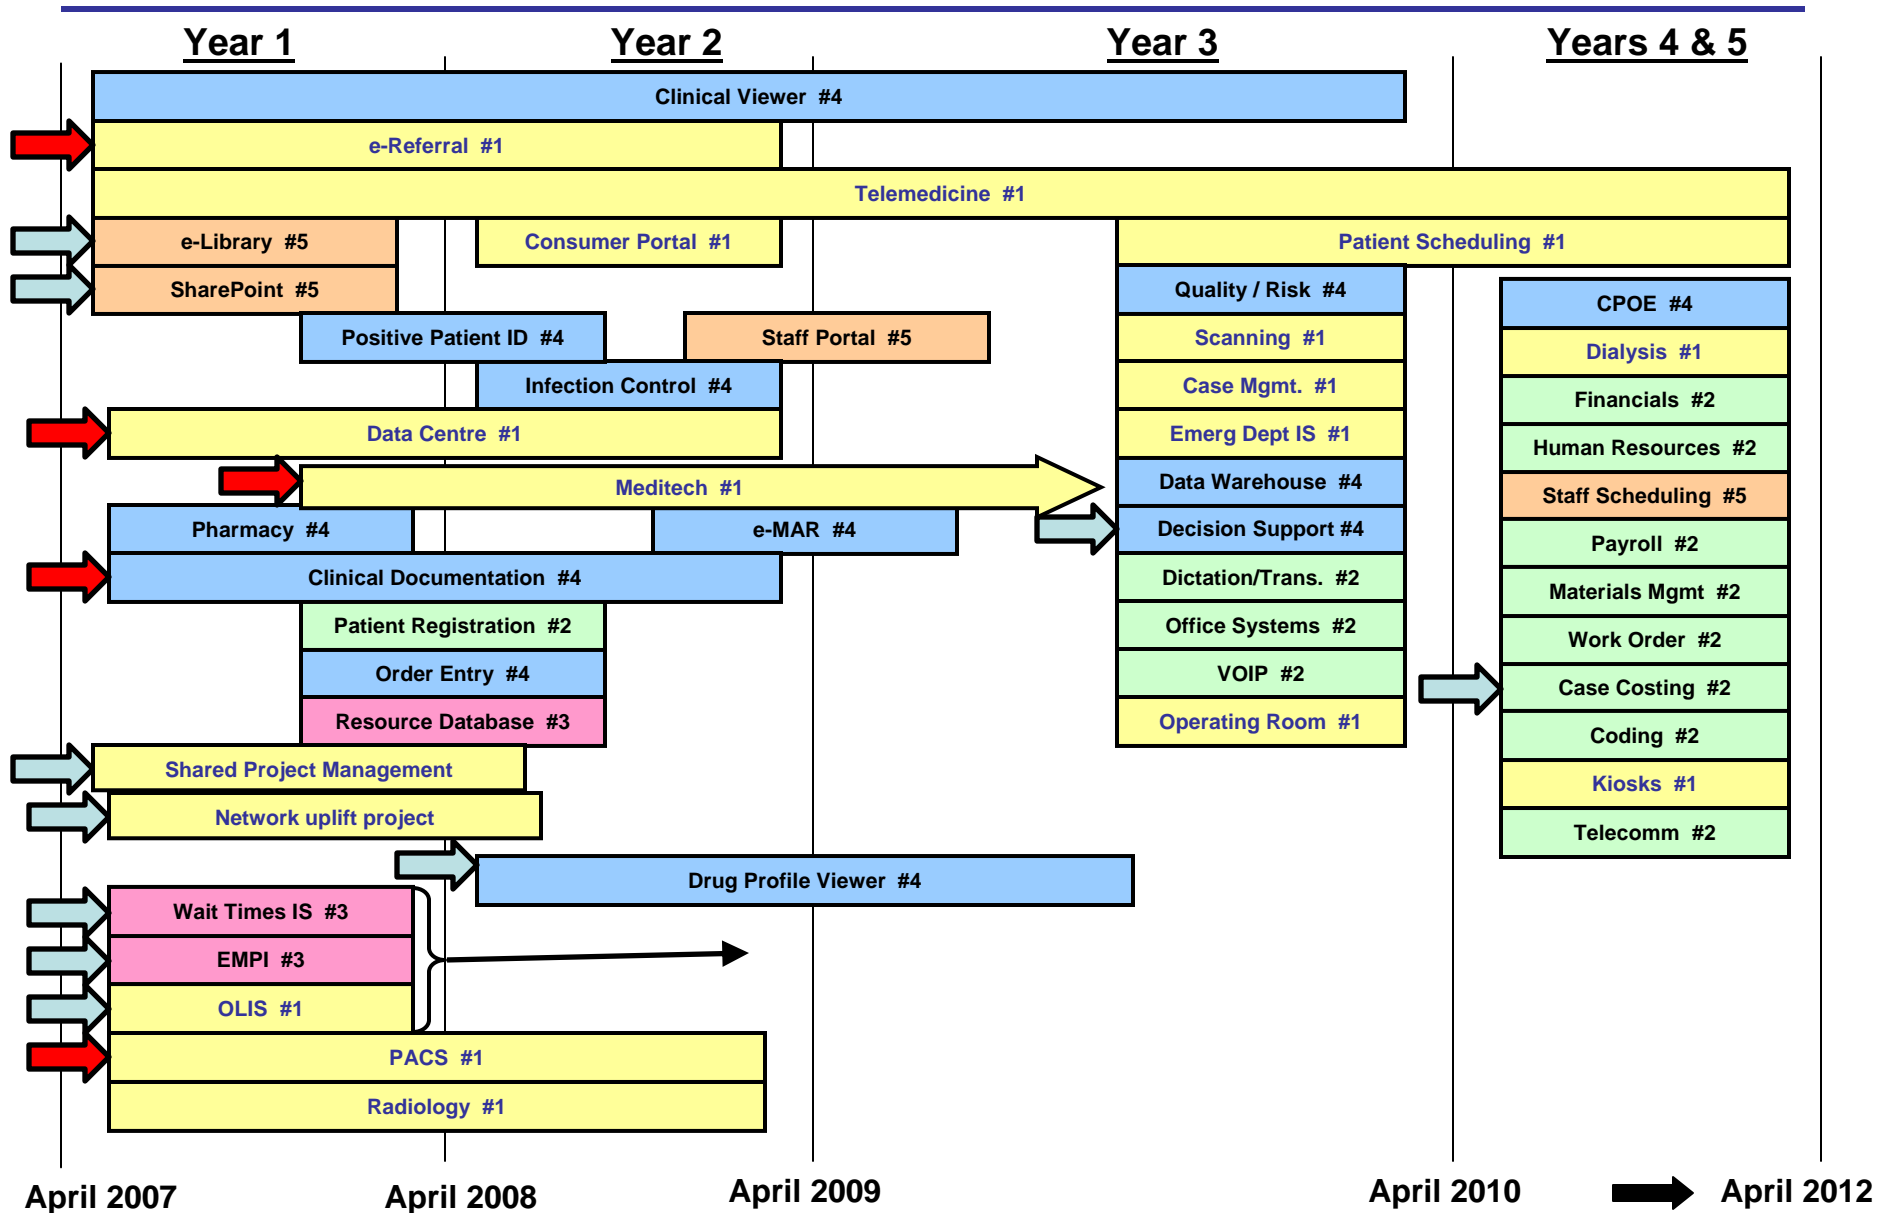 Year 1
Year 2
Year 3
Years 4 & 5
Clinical Viewer #4
e-Referral #1
Telemedicine #1
e-Library #5
Consumer Portal #1
Patient Scheduling #1
SharePoint #5
Quality / Risk #4
CPOE #4
Positive Patient ID #4
Staff Portal #5
Scanning #1
Dialysis #1
Infection Control #4
Case Mgmt. #1
Financials #2
Data Centre #1
Emerg Dept IS #1
Human Resources #2
Meditech #1
Data Warehouse #4
Staff Scheduling #5
Pharmacy #4
e-MAR #4
Decision Support #4
Payroll #2
Clinical Documentation #4
Dictation/Trans. #2
Materials Mgmt #2
Patient Registration #2
Office Systems #2
Work Order #2
Order Entry #4
VOIP #2
Case Costing #2
Resource Database #3
Operating Room #1
Coding #2
Shared Project Management
Kiosks #1
Network uplift project
Telecomm #2
Drug Profile Viewer #4
Wait Times IS #3
EMPI #3
OLIS #1
PACS #1
Radiology #1
April 2007
April 2008
April 2009
April 2010
April 2012